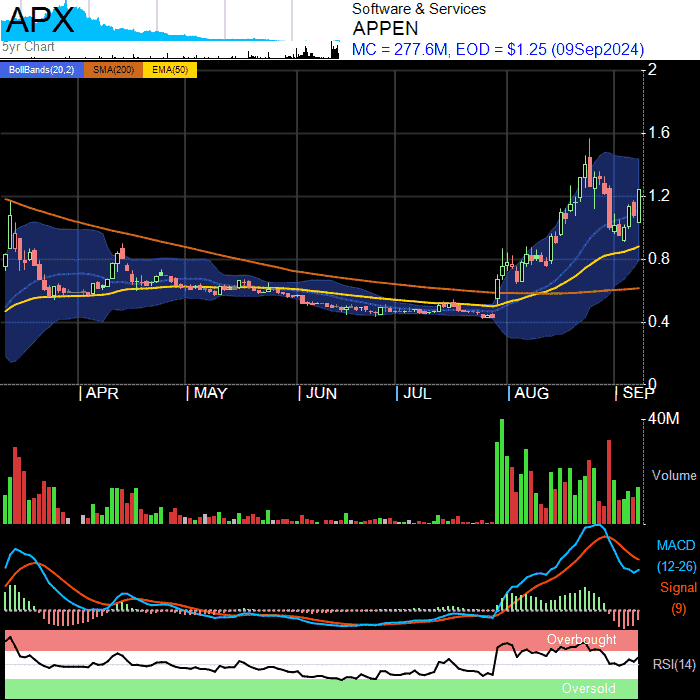 APX
5yr Chart
Software & Services
APPEN
MC = 277.6M, EOD = $1.25 (09Sep2024)
BollBands(20,2) SMA(200) EMA(50)
2
1.6
1.2
0.8
0.4
0
APR MAY JUN JUL AUG SEP
40M
Volume
MACD
(12-26)
Signal
(9)
Overbought
RSI(14)
Oversold